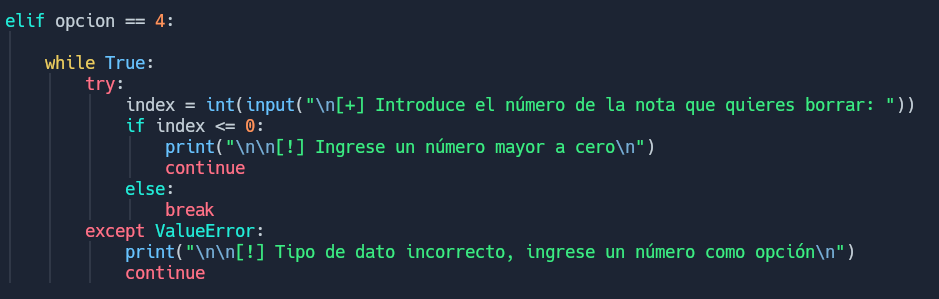 elif opcion == 4:
while True:
try:
index = int(input("\n[+] Introduce el número de la nota que quieres borrar: "))
if index <= 0:
print("\n\n[!] Ingrese un número mayor a cero\n")
continue
else:
break
except ValueError:
print("\n\n[!] Tipo de dato incorrecto, ingrese un número como opción\n")
continue